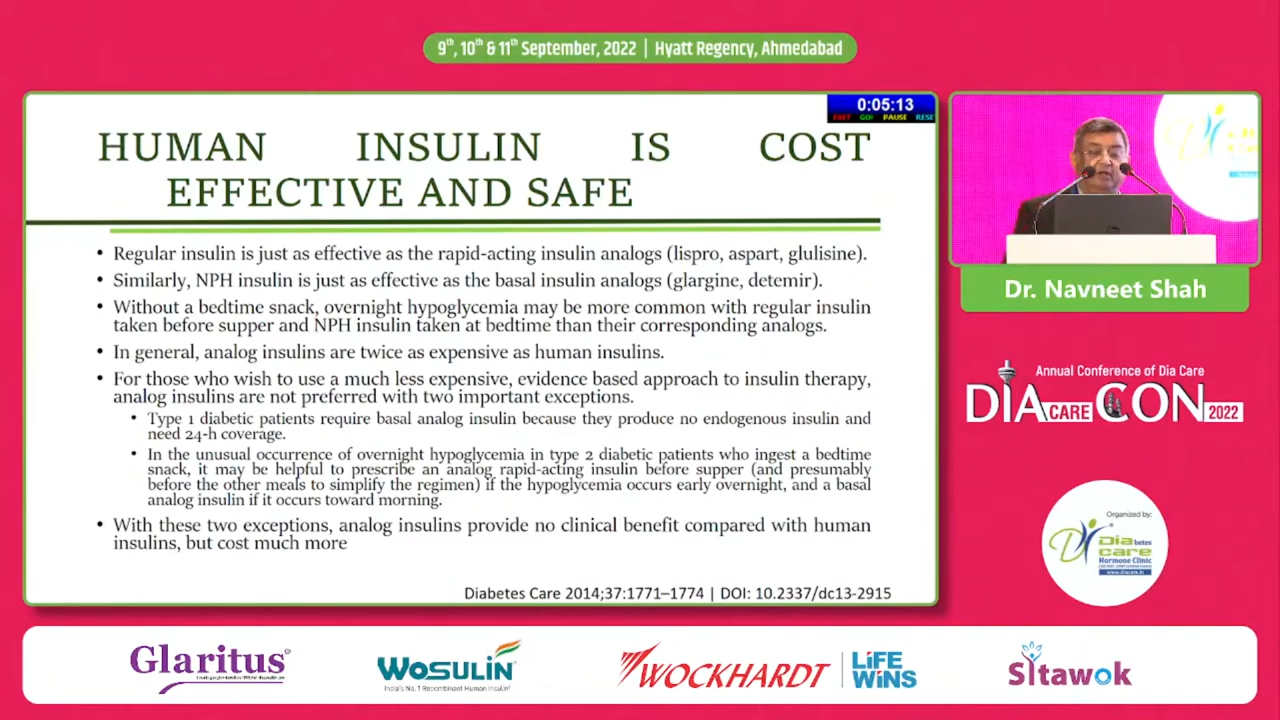 9th, 10th & 11th September, 2022 | Hyatt Regency, Ahmedabad
0:05:13
EXIT GO! PAUSE RESE
HUMAN INSULIN IS COST
EFFECTIVE AND SAFE
• Regular insulin is just as effective as the rapid-acting insulin analogs (lispro, aspart, glulisine).
• Similarly, NPH insulin is just as effective as the basal insulin analogs (glargine, detemir).
• Without a bedtime snack, overnight hypoglycemia may be more common with regular insulin
taken before supper and NPH insulin taken at bedtime than their corresponding analogs.
• In general, analog insulins are twice as expensive as human insulins.
• For those who wish to use a much less expensive, evidence based approach to insulin therapy,
analog insulins are not preferred with two important exceptions.
• Type 1 diabetic patients require basal analog insulin because they produce no endogenous insulin and
need 24-h coverage.
• In the unusual occurrence of overnight hypoglycemia in type 2 diabetic patients who ingest a bedtime
snack, it may be helpful to prescribe an analog rapid-acting insulin before supper (and presumably
before the other meals to simplify the regimen) if the hypoglycemia occurs early overnight, and a basal
analog insulin if it occurs toward morning.
• With these two exceptions, analog insulins provide no clinical benefit compared with human
insulins, but cost much more
Diabetes Care 2014;37:1771–1774 | DOI: 10.2337/dc13-2915
Dr. Navneet Shah
Annual Conference of Dia Care
DIA CARE CON 2022
Organized by:
Diabetes
care
Hormone Clinic
www.diacare.in
Glaritus
WOSULIN
India's No. 1 Recombinant Human Insulin
WOCKHARDT
LiFE
WiNS
Sitawok